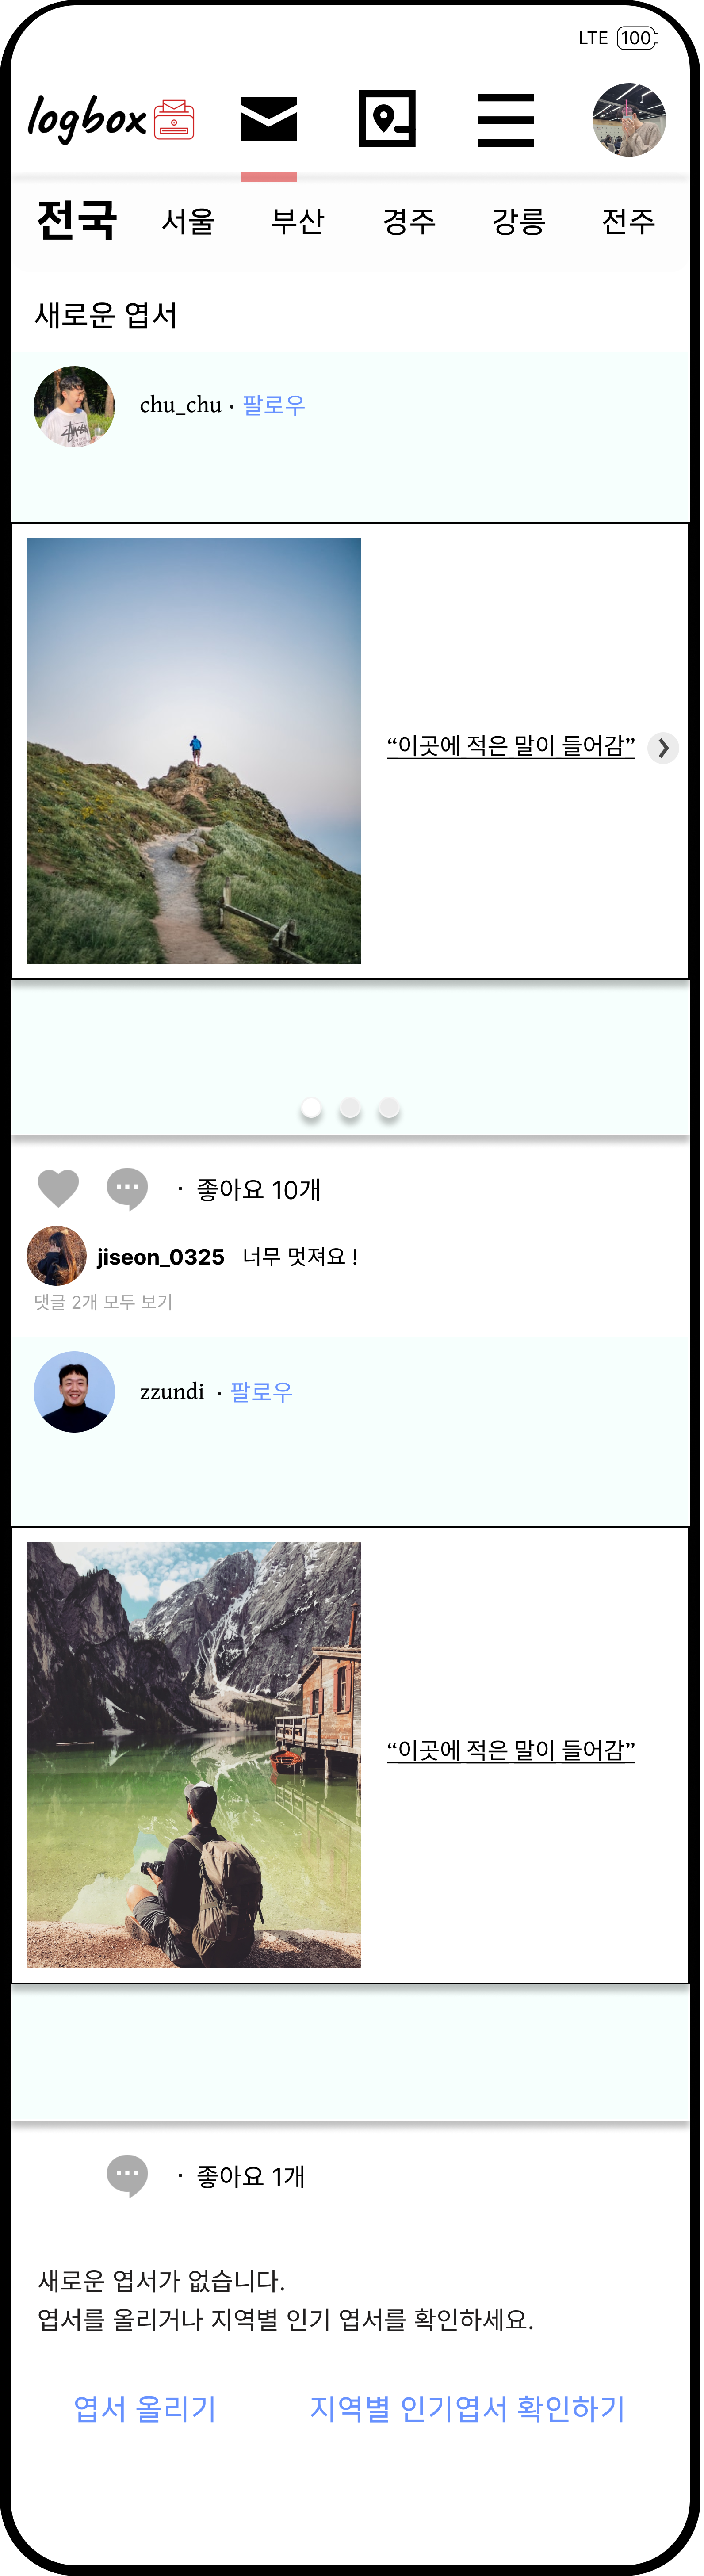 LTE 100
logbox
전국 서울 부산 경주 강릉 전주
새로운 엽서
chu_chu · 팔로우
“이곳에 적은 말이 들어감”
· 좋아요 10개
jiseon_0325 너무 멋져요 !
댓글 2개 모두 보기
zzundi · 팔로우
“이곳에 적은 말이 들어감”
· 좋아요 1개
새로운 엽서가 없습니다.
엽서를 올리거나 지역별 인기 엽서를 확인하세요.
엽서 올리기 지역별 인기엽서 확인하기